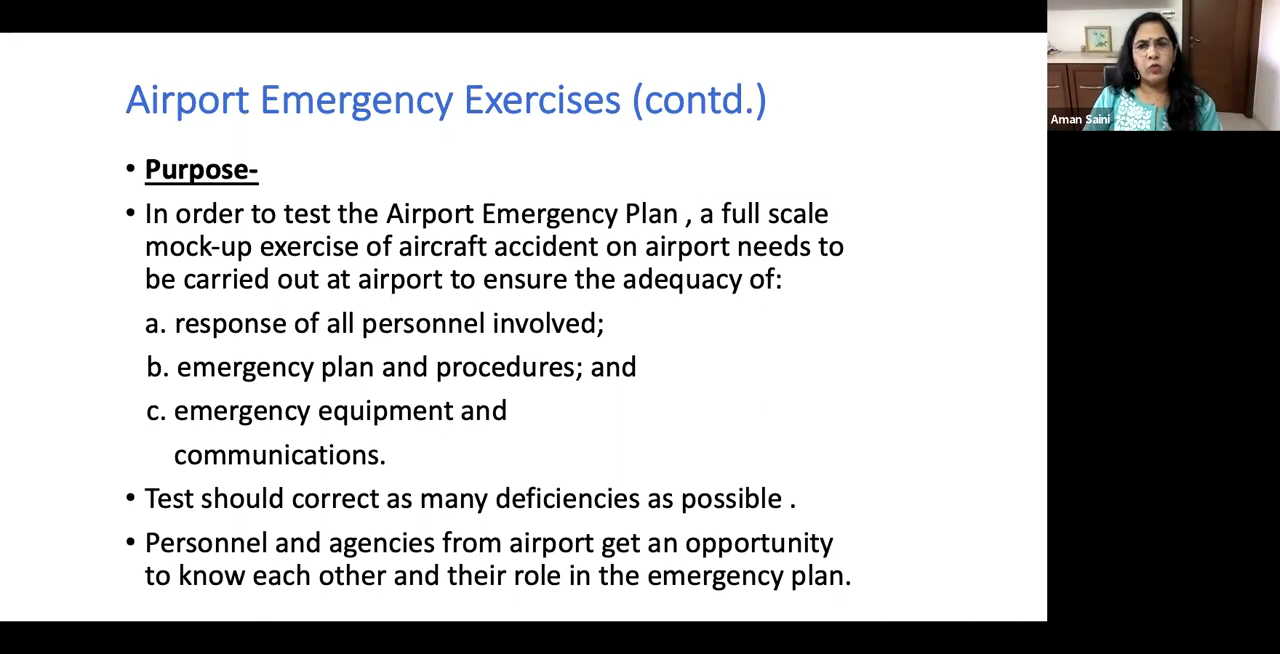 Airport Emergency Exercises (contd.)
• Purpose-
• In order to test the Airport Emergency Plan , a full scale
mock-up exercise of aircraft accident on airport needs to
be carried out at airport to ensure the adequacy of:
a. response of all personnel involved;
b. emergency plan and procedures; and
c. emergency equipment and
communications.
• Test should correct as many deficiencies as possible .
• Personnel and agencies from airport get an opportunity
to know each other and their role in the emergency plan.
Aman Saini